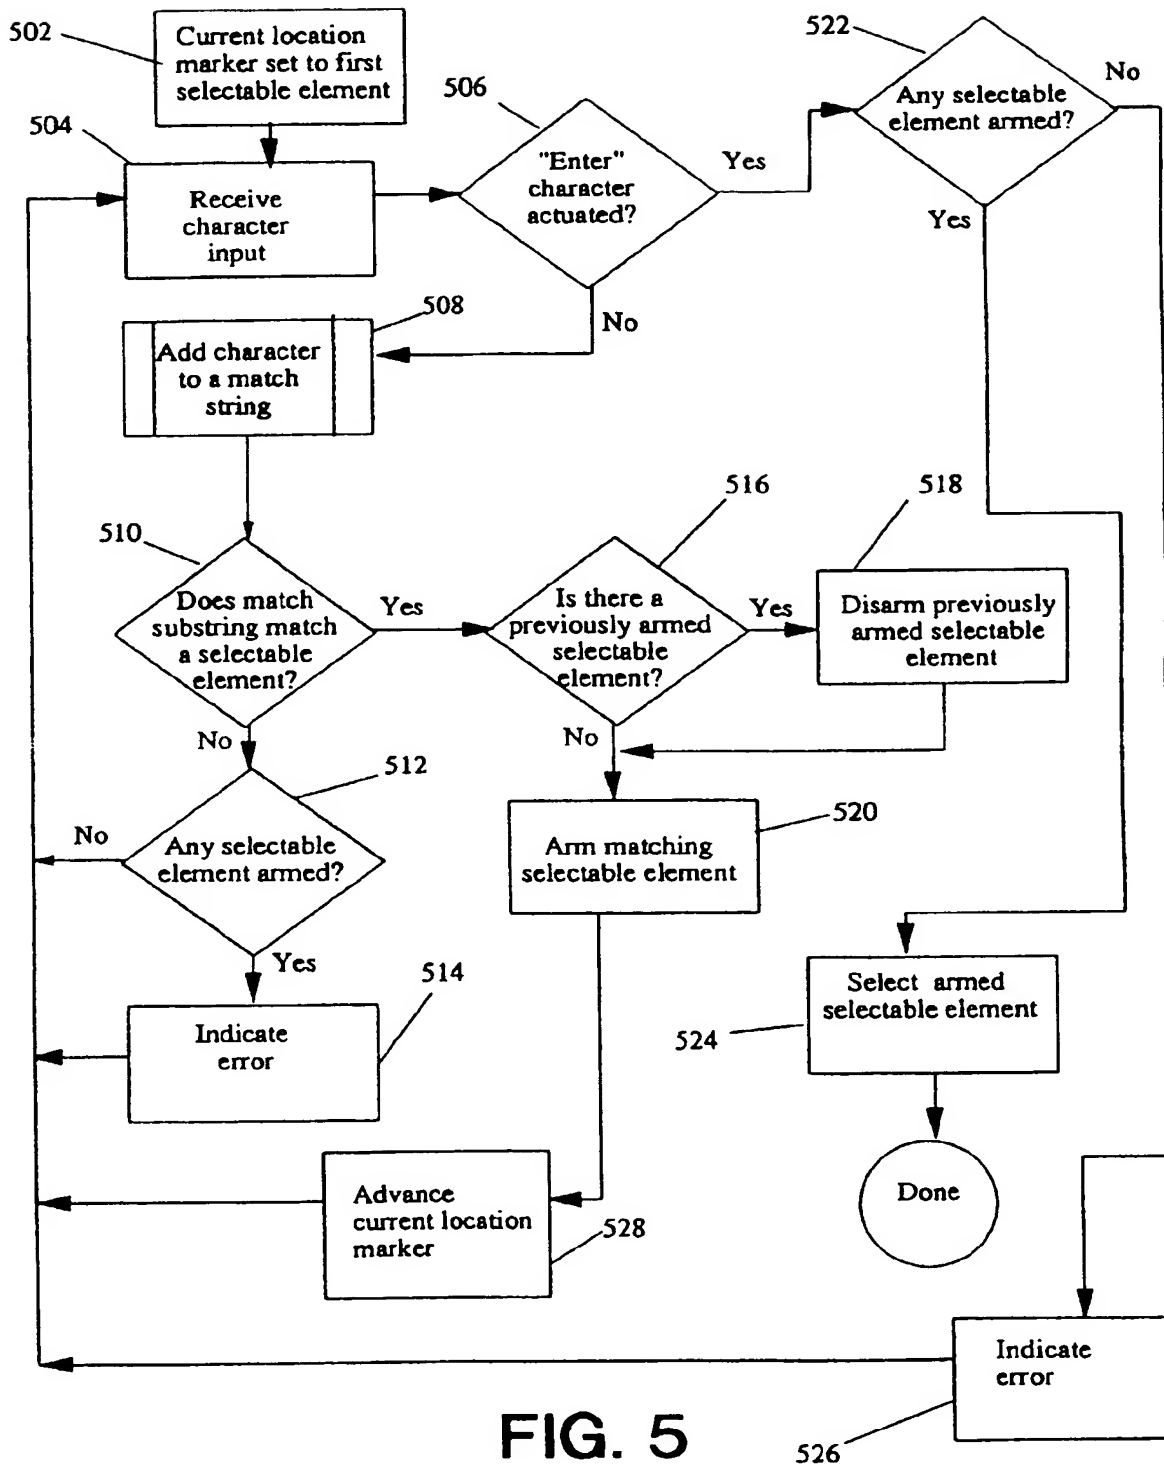 502
Current location
marker set to first
selectable element
504
Receive
character
input
506
"Enter"
character
actuated?
Yes
No
522
Any selectable
element armed?
No
Yes
508
Add character
to a match
string
510
Does match
substring match
a selectable
element?
Yes
No
516
Is there a
previously armed
selectable
element?
Yes
No
518
Disarm previously
armed selectable
element
512
Any selectable
element armed?
No
Yes
520
Arm matching
selectable element
514
Indicate
error
524
Select armed
selectable element
Done
Advance
current location
marker
528
Indicate
error
526
FIG. 5